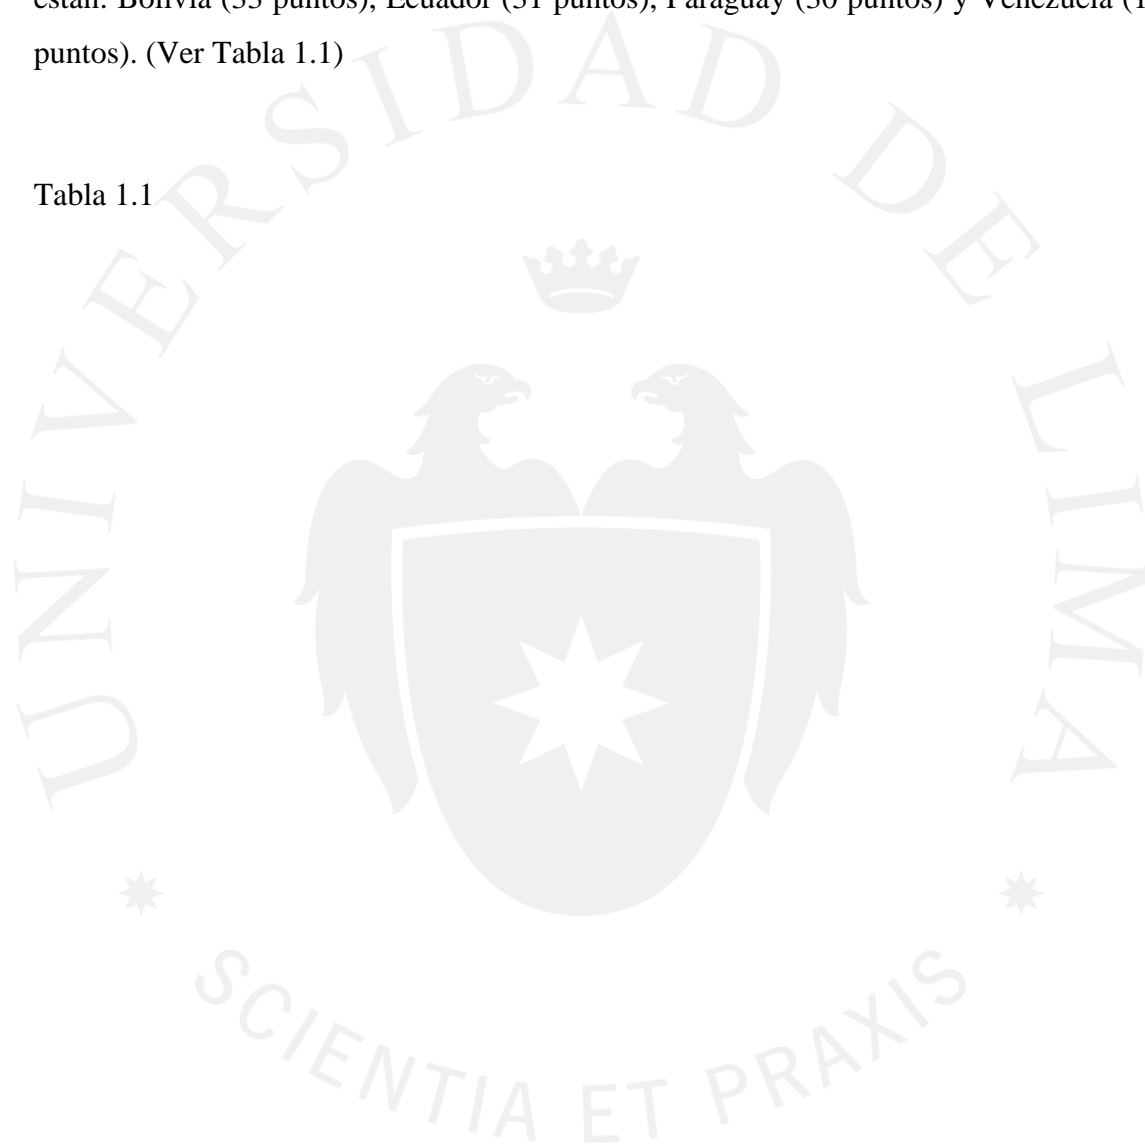 están: Bolivia (33 puntos), Ecuador (31 puntos), Paraguay (30 puntos) y Venezuela (1
puntos). (Ver Tabla 1.1)
Tabla 1.1
UNIVERSIDAD DE LIMA
SCIENTIA ET PRAXIS